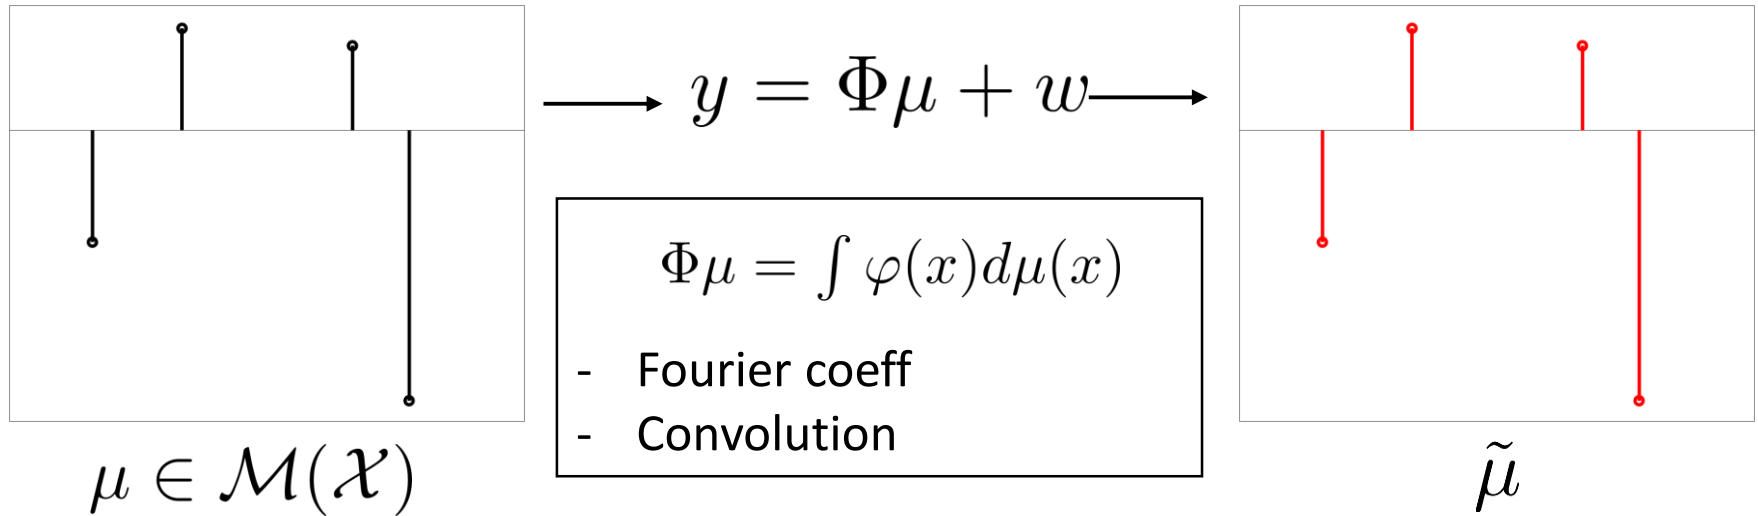 y = Φμ + w
Φμ = ∫ φ(x)dμ(x)
- Fourier coeff
- Convolution
μ ∈ ℳ(𝒳)
μ̃